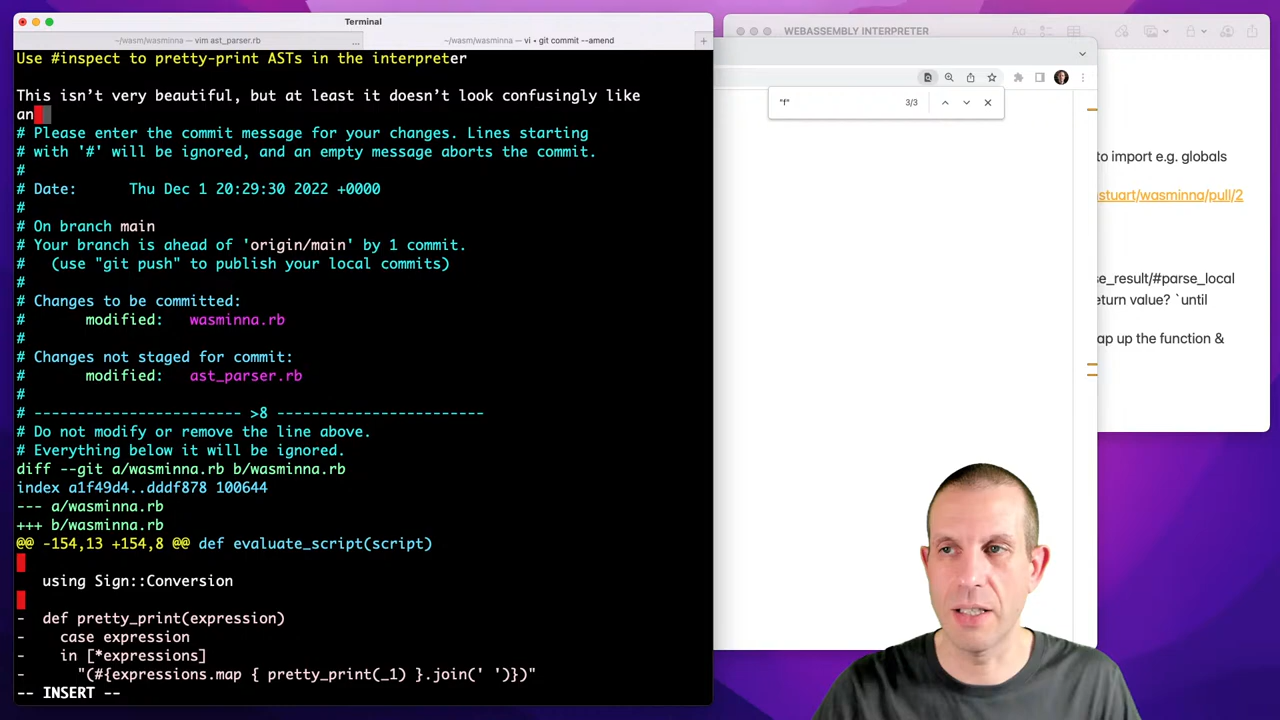 Terminal
~/wasm/wasminna — vim ast_parser.rb
...
~/wasm/wasminna — vi ◂ git commit --amend
+
Use #inspect to pretty-print ASTs in the interpreter
This isn’t very beautiful, but at least it doesn’t look confusingly like
an
# Please enter the commit message for your changes. Lines starting
# with '#' will be ignored, and an empty message aborts the commit.
#
# Date:      Thu Dec 1 20:29:30 2022 +0000
#
# On branch main
# Your branch is ahead of 'origin/main' by 1 commit.
#   (use "git push" to publish your local commits)
#
# Changes to be committed:
#       modified:   wasminna.rb
#
# Changes not staged for commit:
#       modified:   ast_parser.rb
#
# ------------------------ >8 ------------------------
# Do not modify or remove the line above.
# Everything below it will be ignored.
diff --git a/wasminna.rb b/wasminna.rb
index a1f49d4..dddf878 100644
--- a/wasminna.rb
+++ b/wasminna.rb
@@ -154,13 +154,8 @@ def evaluate_script(script)
using Sign::Conversion
-  def pretty_print(expression)
-    case expression
-    in [*expressions]
-      "(#{expressions.map { pretty_print(_1) }.join(' ')})"
-- INSERT --
WEBASSEMBLY INTERPRETER
Aa
"f"
3/3
to import e.g. globals
stuart/wasminna/pull/2
se_result/#parse_local
eturn value? `until
ap up the function &